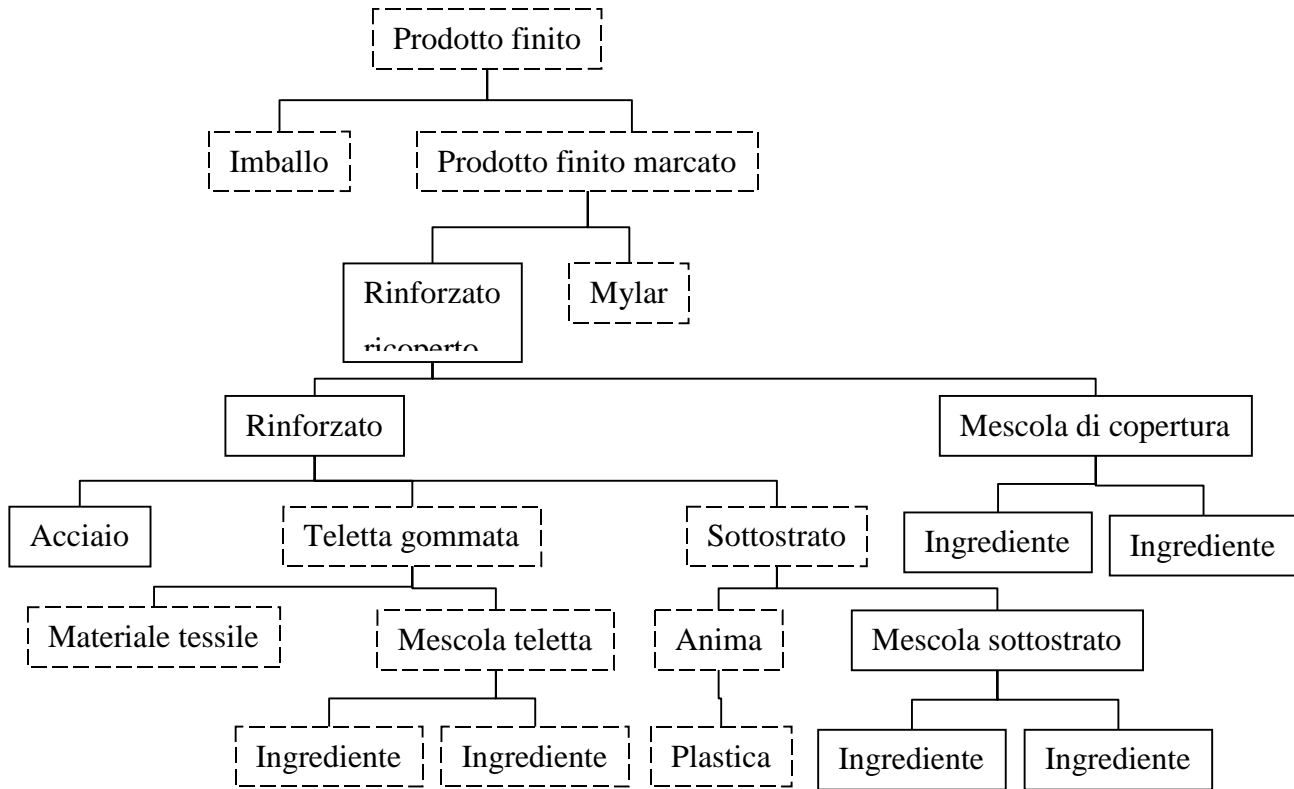 Prodotto finito
Imballo
Prodotto finito marcato
Rinforzato
ricoperto
Mylar
Rinforzato
Mescola di copertura
Acciaio
Teletta gommata
Sottostrato
Ingrediente
Ingrediente
Materiale tessile
Mescola teletta
Anima
Mescola sottostrato
Ingrediente
Ingrediente
Plastica
Ingrediente
Ingrediente